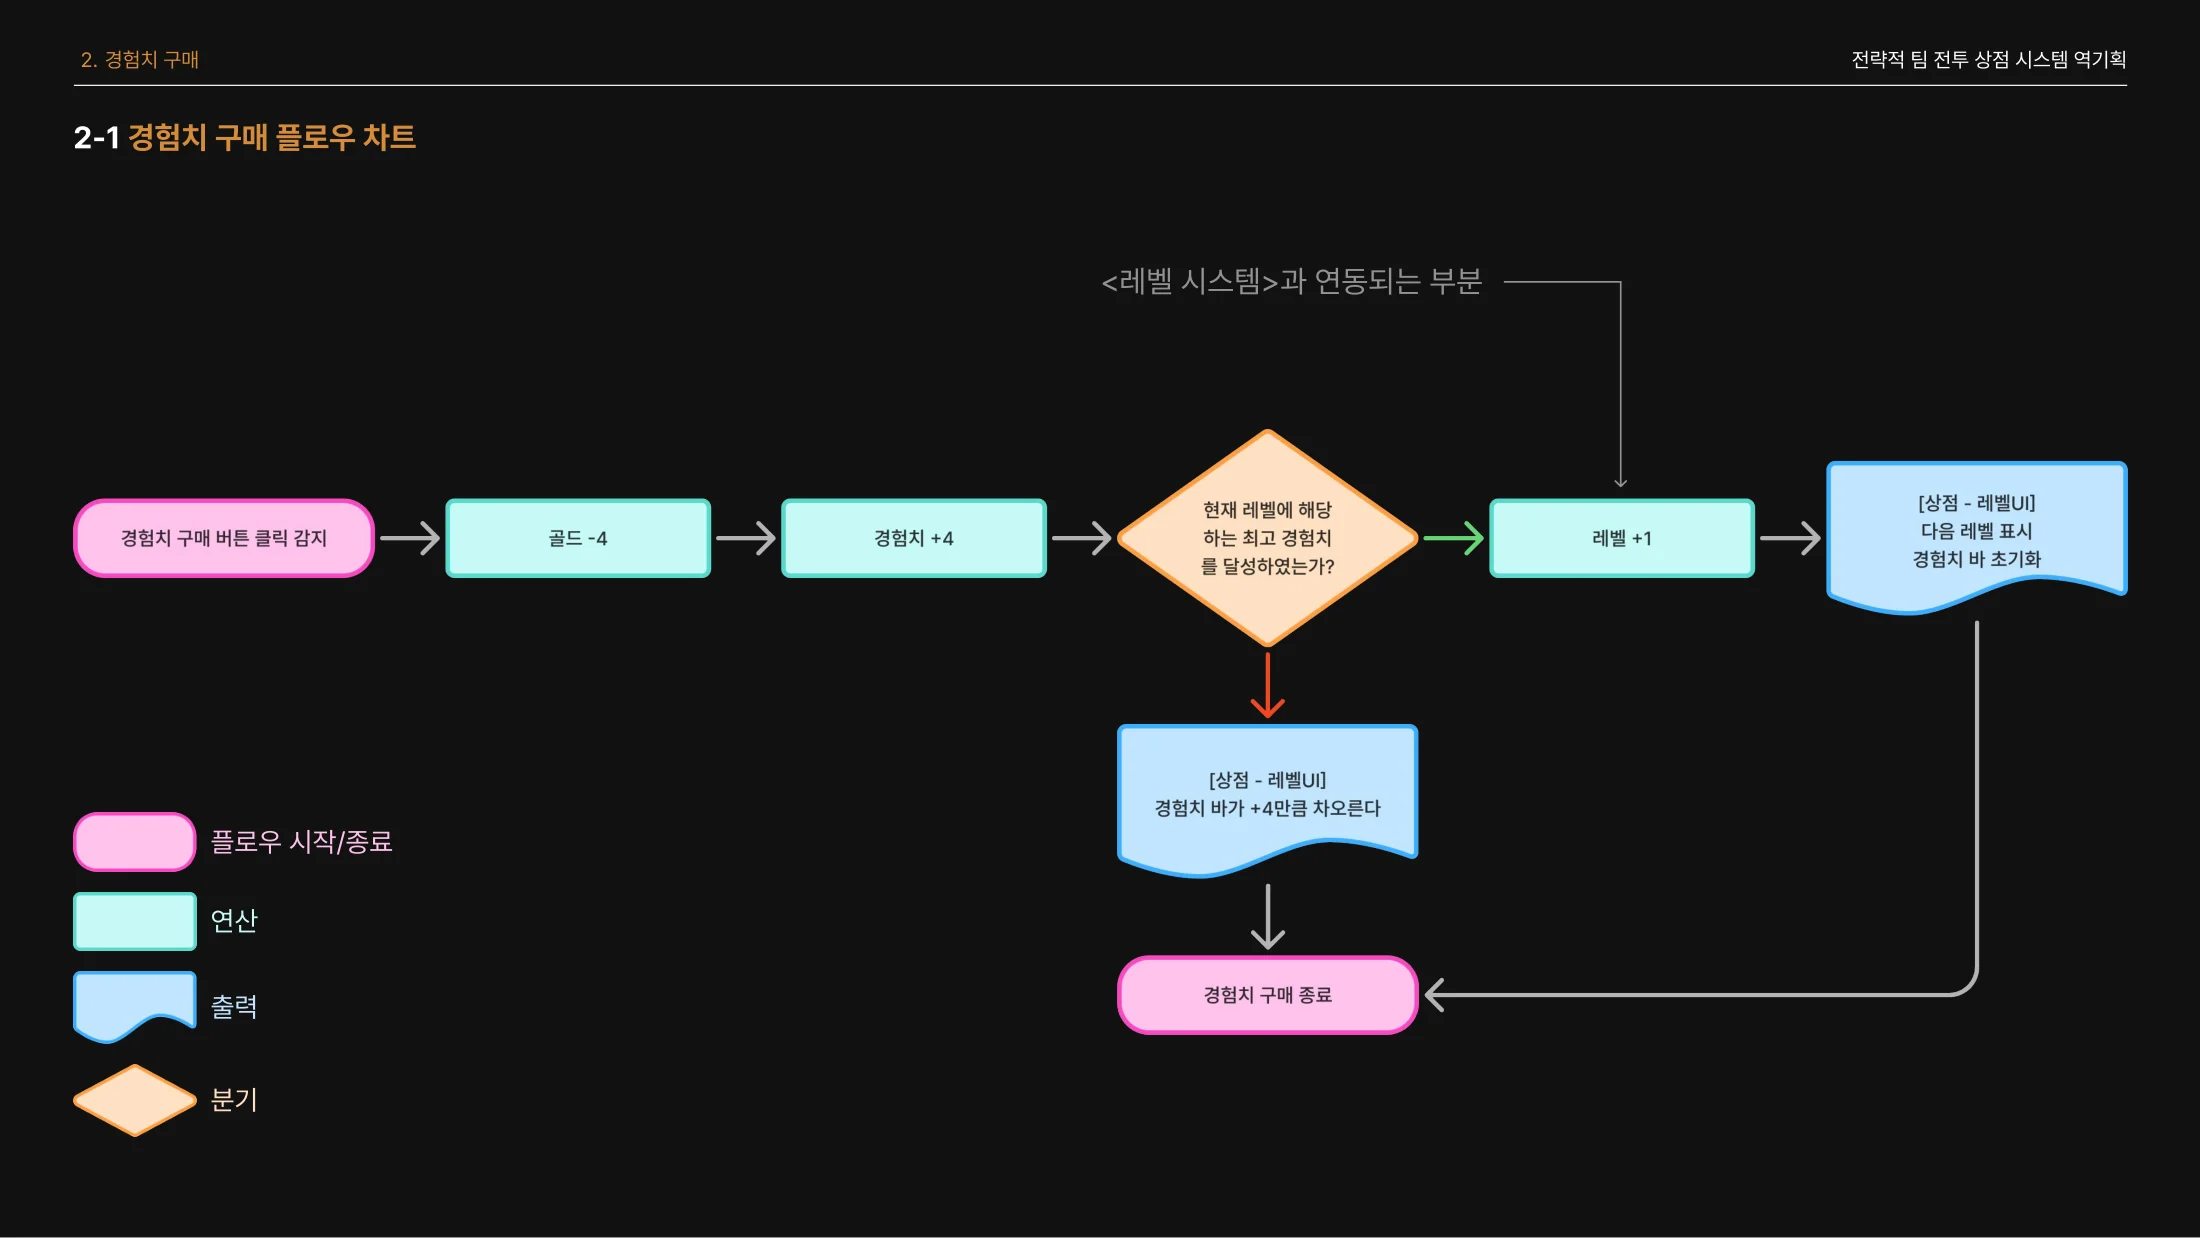 2. 경험치 구매
전략적 팀 전투 상점 시스템 역기획
2-1 경험치 구매 플로우 차트
<레벨 시스템>과 연동되는 부분
경험치 구매 버튼 클릭 감지
골드 -4
경험치 +4
현재 레벨에 해당
하는 최고 경험치
를 달성하였는가?
레벨 +1
[상점 - 레벨UI]
다음 레벨 표시
경험치 바 초기화
[상점 - 레벨UI]
경험치 바가 +4만큼 차오른다
경험치 구매 종료
플로우 시작/종료
연산
출력
분기